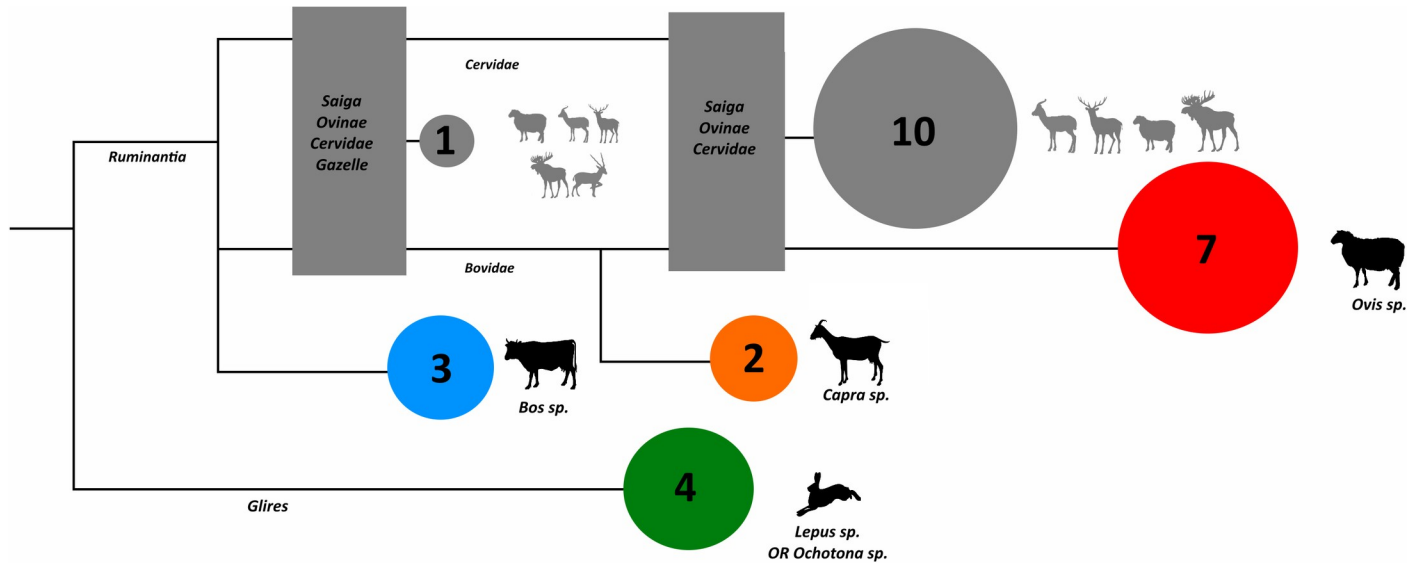 Cervidae
Saiga
Ovinae
Cervidae
Gazelle
1
Saiga
Ovinae
Cervidae
10
Ruminantia
7
Bovidae
Ovis sp.
3
Bos sp.
2
Capra sp.
4
Glires
Lepus sp.
OR Ochotona sp.